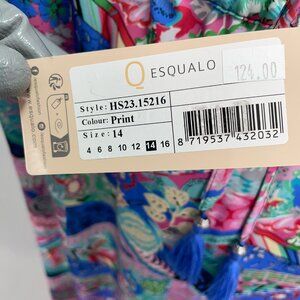 Q ESQUALO
124.00
Style: HS23.15216
Colour: Print
Size: 14
4 6 8 10 12 14 16
8 719537 432032